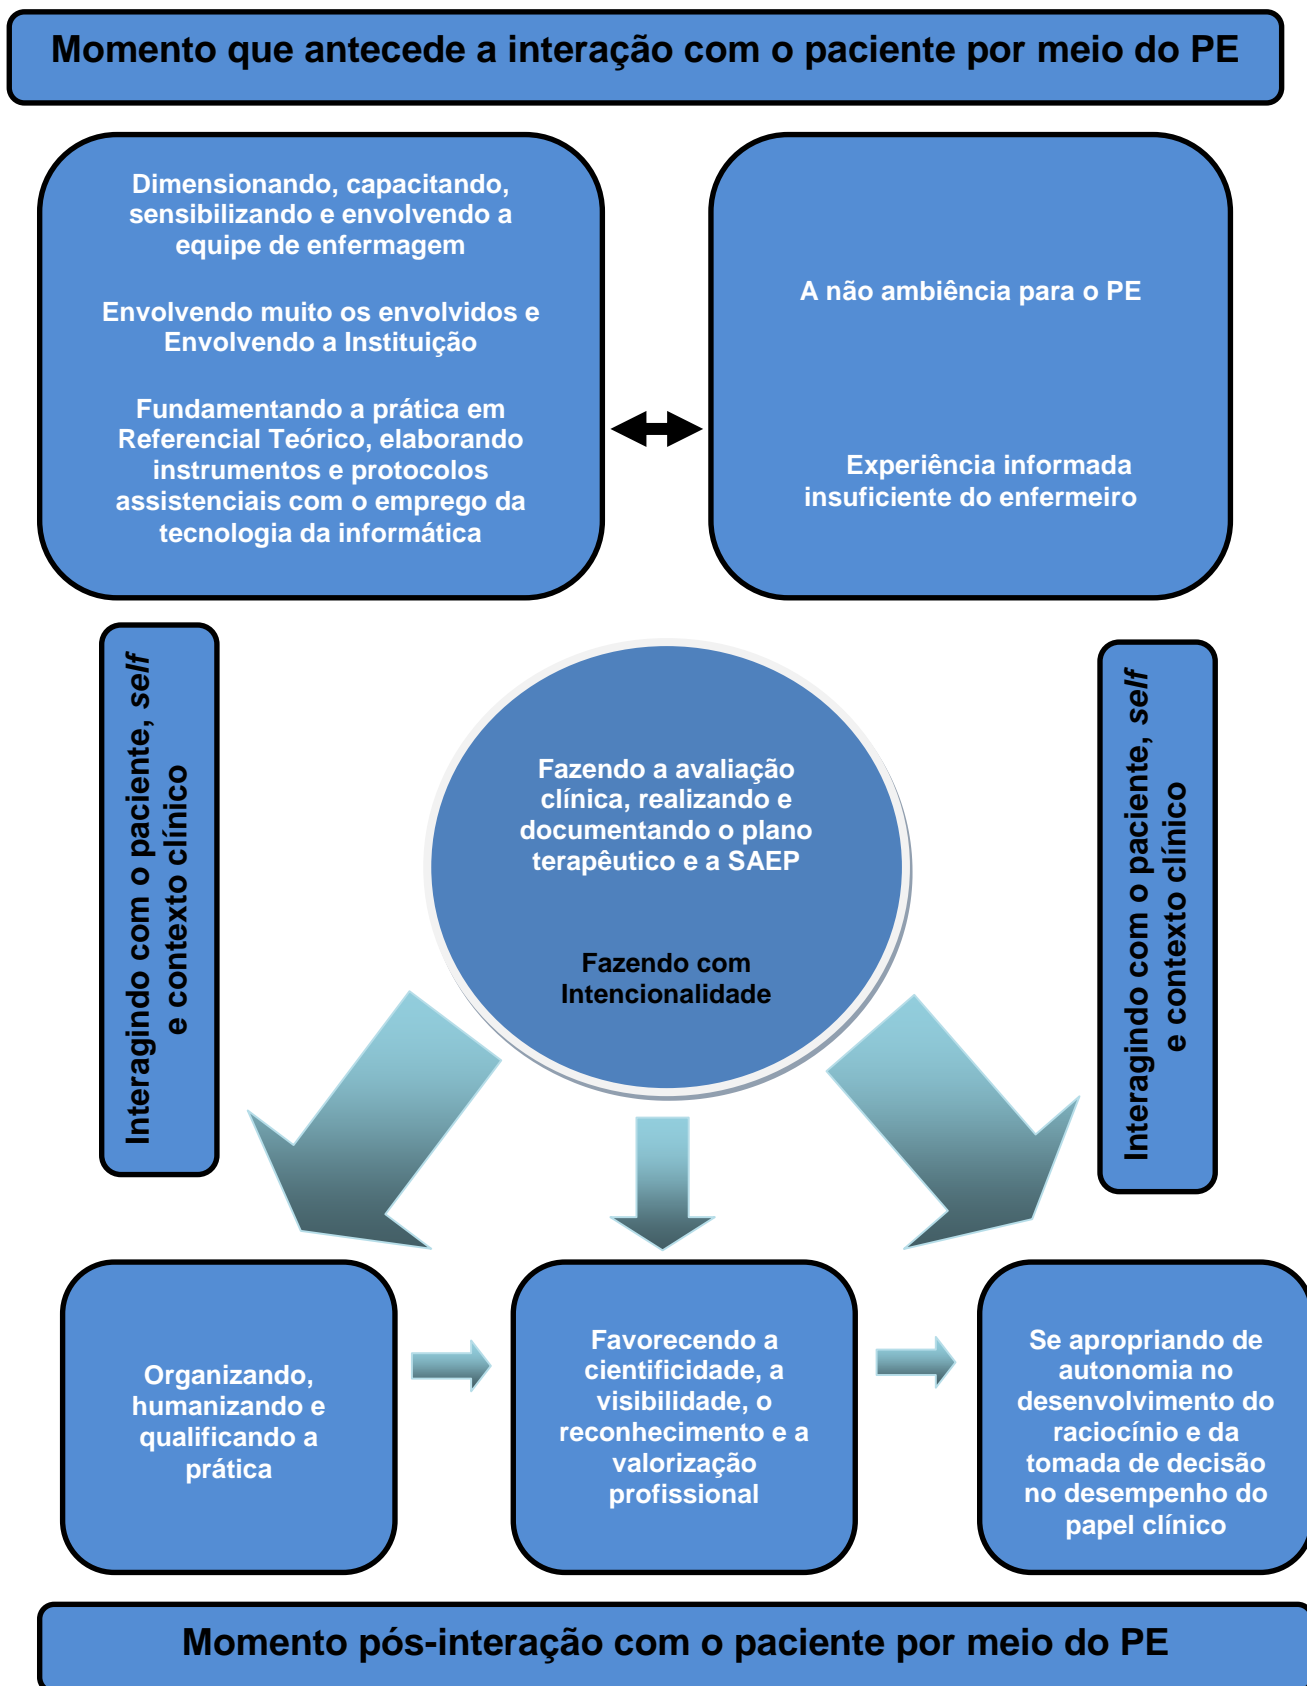 Momento que antecede a interação com o paciente por meio do PE
Dimensionando, capacitando,
sensibilizando e envolvendo a
equipe de enfermagem
Envolvendo muito os envolvidos e
Envolvendo a Instituição
Fundamentando a prática em
Referencial Teórico, elaborando
instrumentos e protocolos
assistenciais com o emprego da
tecnologia da informática
A não ambiência para o PE
Experiência informada
insuficiente do enfermeiro
Interagindo com o paciente, self
e contexto clínico
Fazendo a avaliação
clínica, realizando e
documentando o plano
terapêutico e a SAEP
Fazendo com
Intencionalidade
Interagindo com o paciente, self
e contexto clínico
Organizando,
humanizando e
qualificando a
prática
Favorecendo a
cientificidade, a
visibilidade, o
reconhecimento e a
valorização
profissional
Se apropriando de
autonomia no
desenvolvimento do
raciocínio e da
tomada de decisão
no desempenho do
papel clínico
Momento pós-interação com o paciente por meio do PE